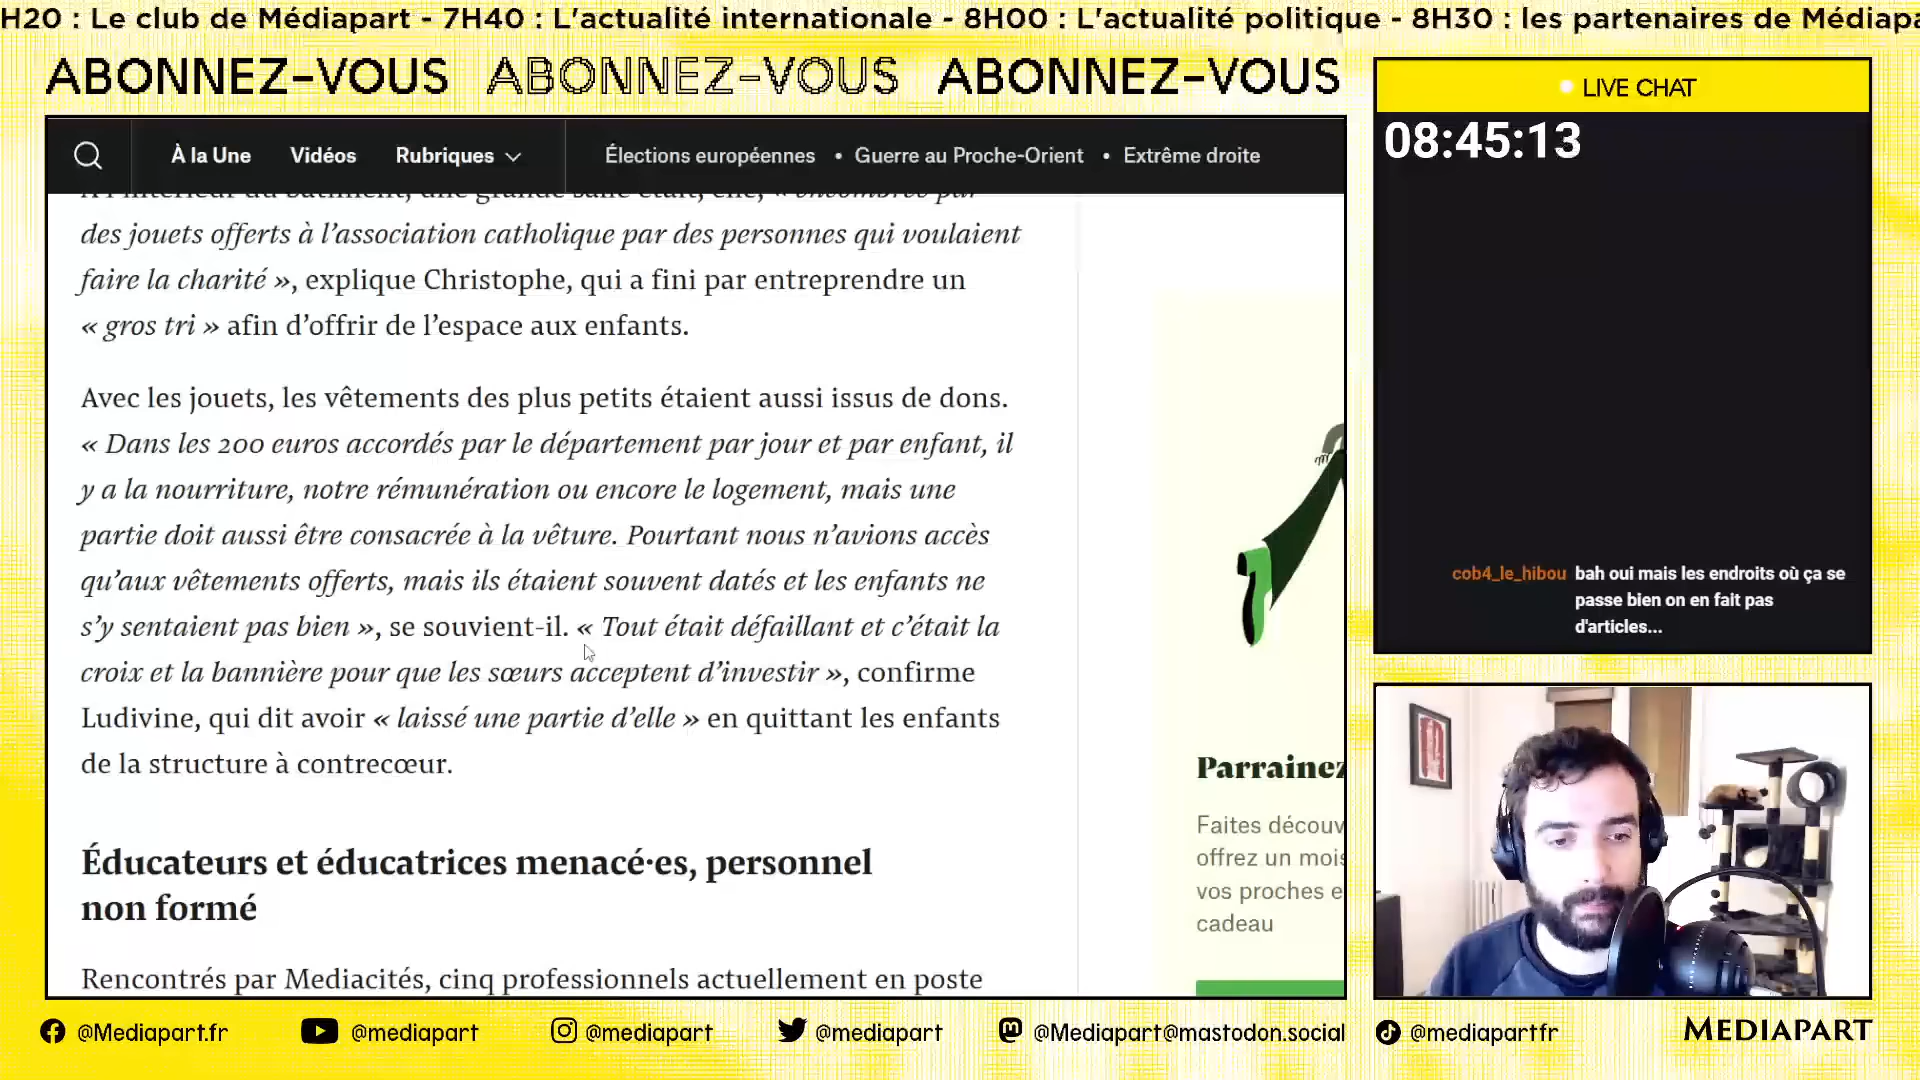 H20 : Le club de Médiapart - 7H40 : L'actualité internationale - 8H00 : L'actualité politique - 8H30 : les partenaires de Médiapa
ABONNEZ-VOUS ABONNEZ-VOUS ABONNEZ-VOUS
À la Une Vidéos Rubriques Élections européennes • Guerre au Proche-Orient • Extrême droite
À l'intérieur du bâtiment, une grande salle était, elle, « encombrée par
des jouets offerts à l'association catholique par des personnes qui voulaient
faire la charité », explique Christophe, qui a fini par entreprendre un
« gros tri » afin d'offrir de l'espace aux enfants.
Avec les jouets, les vêtements des plus petits étaient aussi issus de dons.
« Dans les 200 euros accordés par le département par jour et par enfant, il
y a la nourriture, notre rémunération ou encore le logement, mais une
partie doit aussi être consacrée à la vêture. Pourtant nous n'avions accès
qu'aux vêtements offerts, mais ils étaient souvent datés et les enfants ne
s'y sentaient pas bien », se souvient-il. « Tout était défaillant et c'était la
croix et la bannière pour que les sœurs acceptent d'investir », confirme
Ludivine, qui dit avoir « laissé une partie d'elle » en quittant les enfants
de la structure à contrecœur.
Éducateurs et éducatrices menacé·es, personnel
non formé
Rencontrés par Mediacités, cinq professionnels actuellement en poste
Parrainez
Faites découv
offrez un mois
vos proches e
cadeau
LIVE CHAT
08:45:13
cob4_le_hibou bah oui mais les endroits où ça se
passe bien on en fait pas
d'articles...
@Mediapart.fr @mediapart @mediapart @mediapart @Mediapart@mastodon.social @mediapartfr MEDIAPART